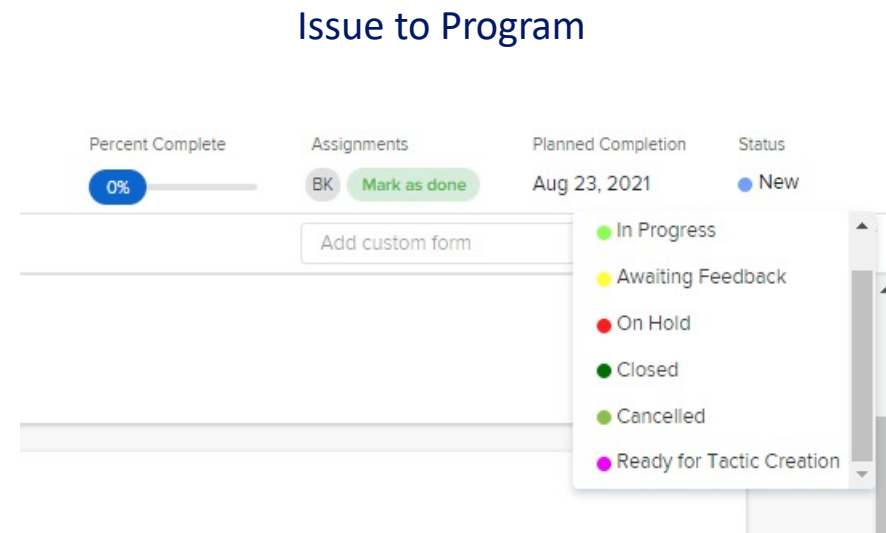 Issue to Program
Percent Complete
Assignments
Planned Completion
Status
0%
BK
Mark as done
Aug 23, 2021
New
Add custom form
In Progress
Awaiting Feedback
On Hold
Closed
Cancelled
Ready for Tactic Creation